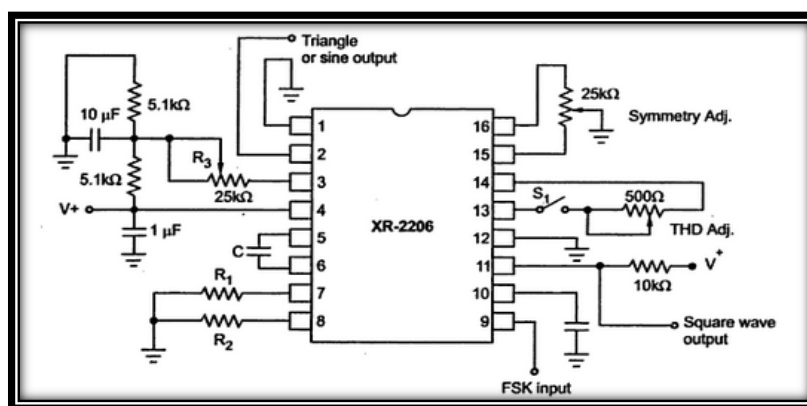 Triangle
or sine output
5.1kΩ
10 μF
R3
5.1kΩ
25kΩ
V+
1 μF
C
R1
R2
1
2
3
4
5
6
7
8
XR-2206
16
15
14
13
12
11
10
9
25kΩ
Symmetry Adj.
S1
500Ω
THD Adj.
10kΩ
V+
Square wave
output
FSK input